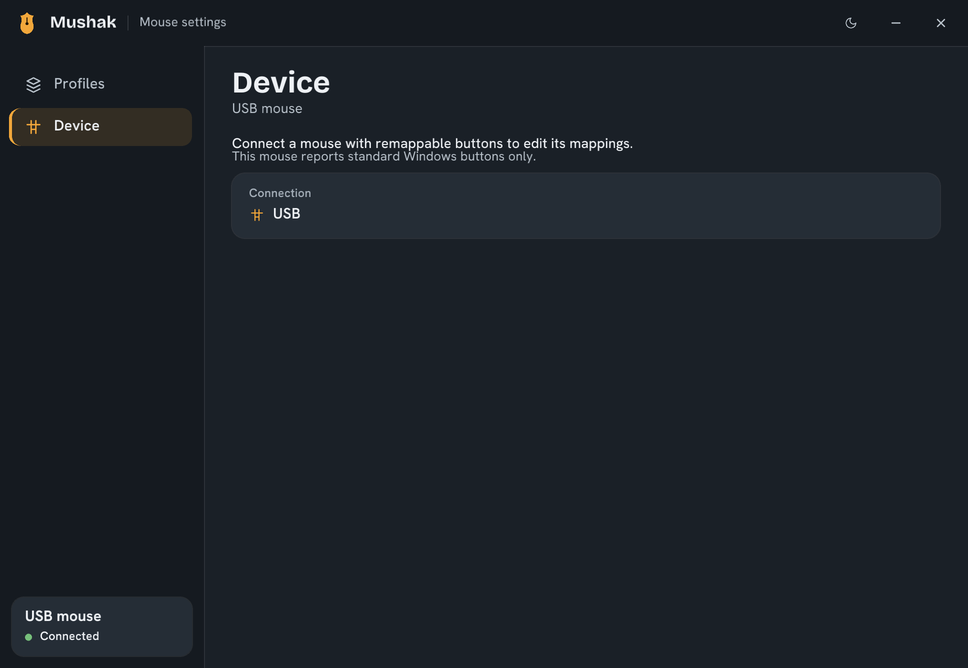 Mushak
Mouse settings
Profiles
Device
Device
USB mouse
Connect a mouse with remappable buttons to edit its mappings.
This mouse reports standard Windows buttons only.
Connection
USB
USB mouse
Connected